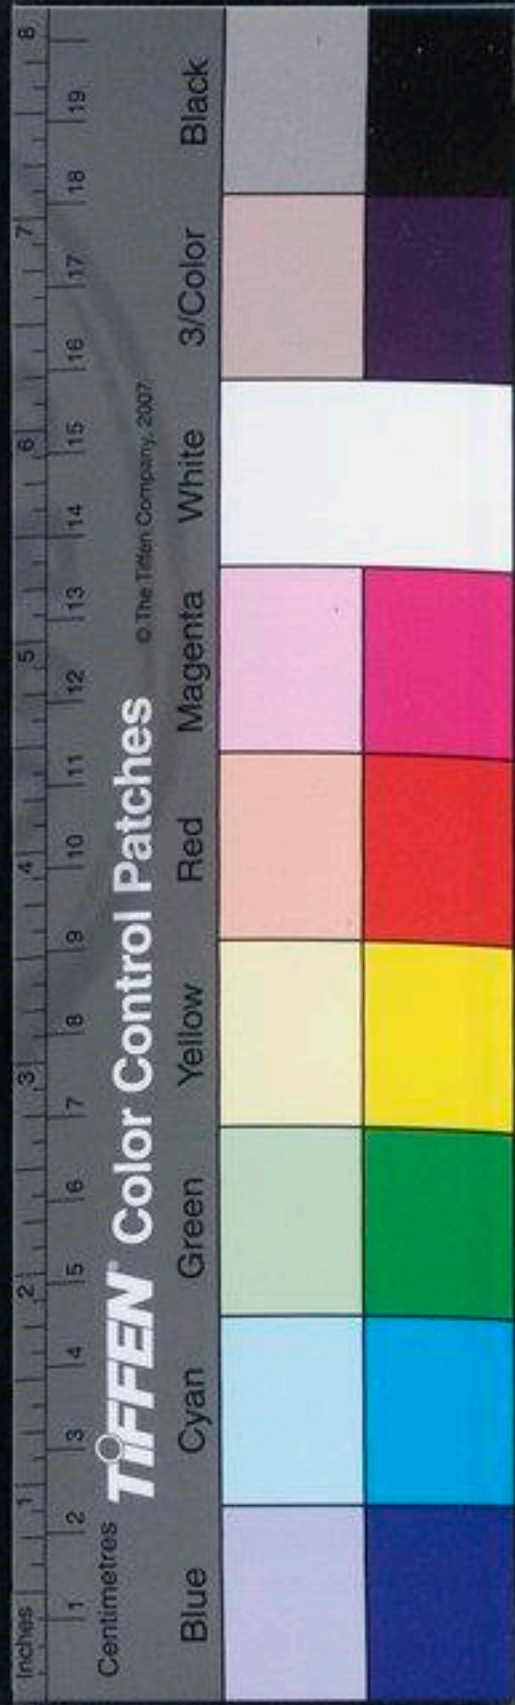 Inches 1 2 3 4 5 6 7 8
1 2 3 4 5 6 7 8 9 10 11 12 13 14 15 16 17 18 19
Centimetres
TIFFEN® Color Control Patches © The Tiffen Company, 2007
Blue Cyan Green Yellow Red Magenta White 3/Color Black